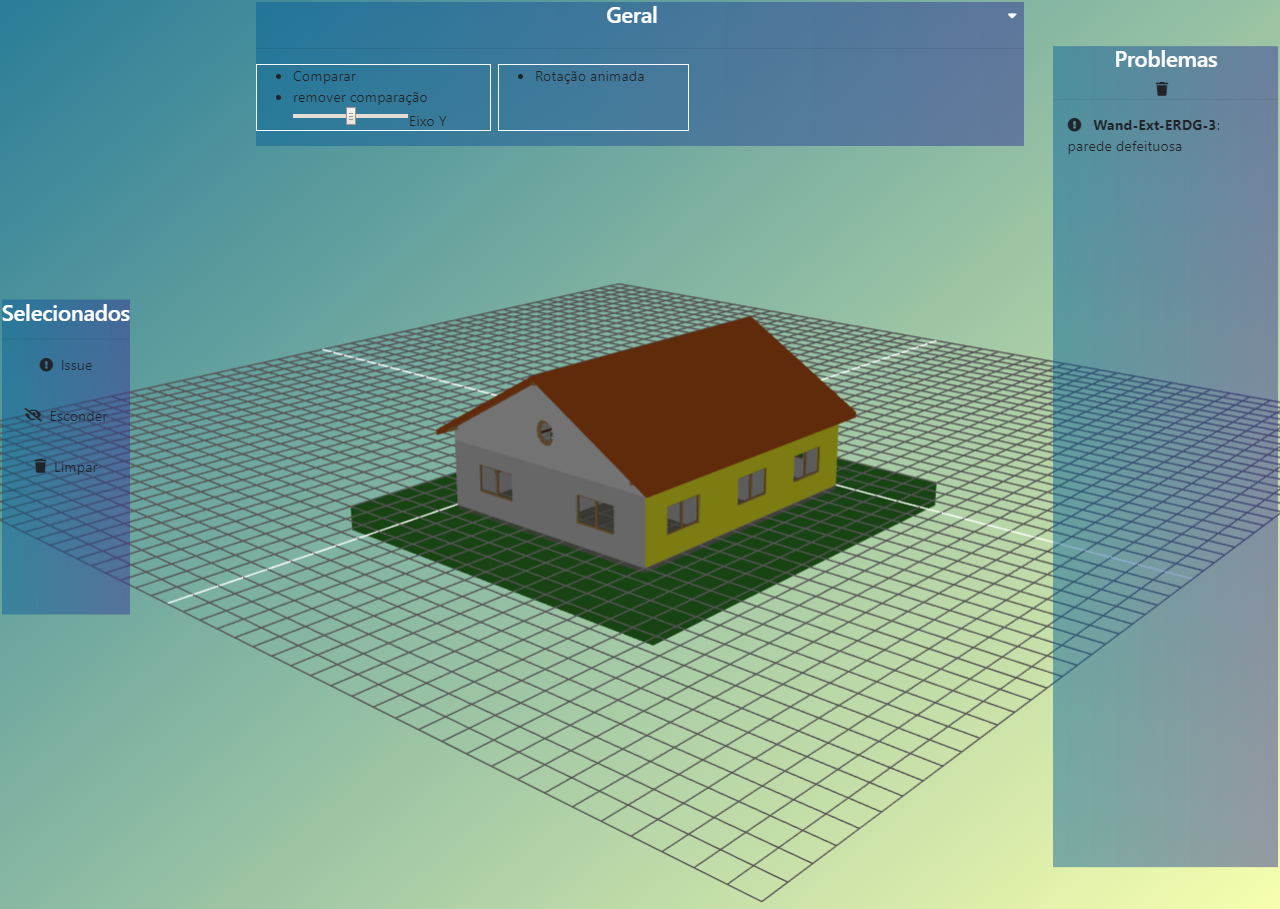 Geral
Comparar
remover comparação
Eixo Y
Rotação animada
Problemas
Wand-Ext-ERDG-3:
parede defeituosa
Selecionados
Issue
Esconder
Limpar